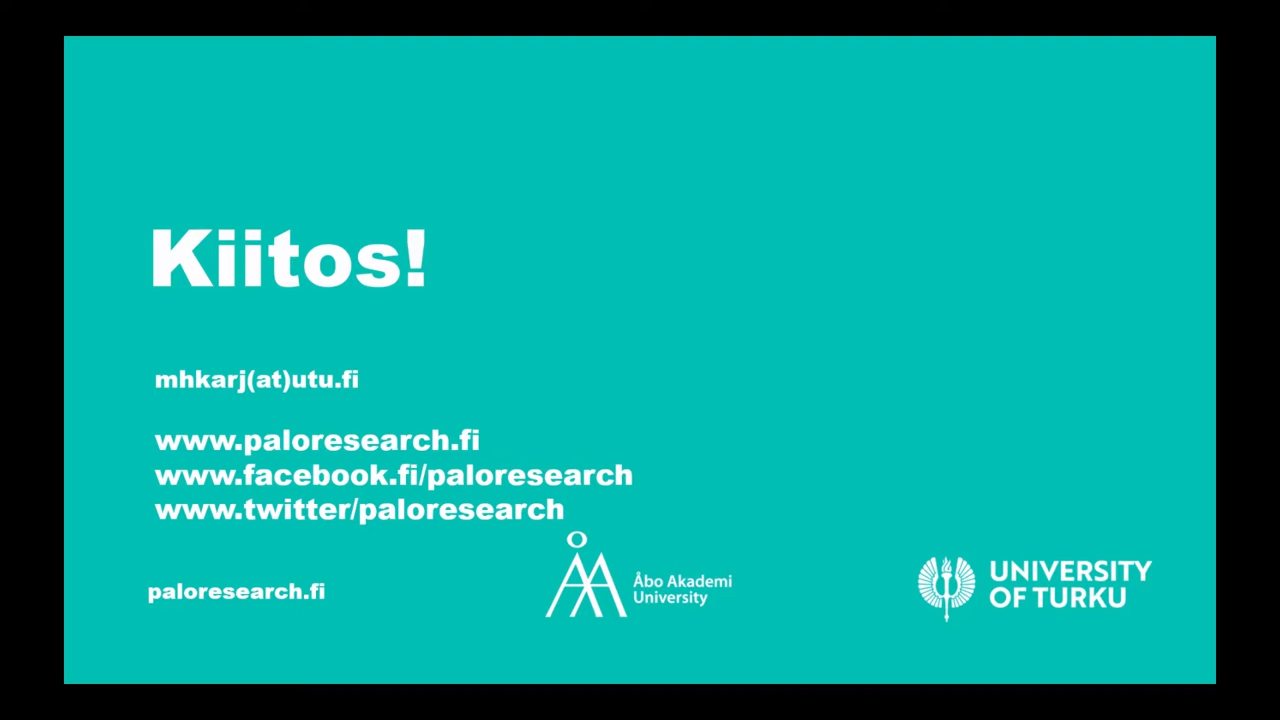 Kiitos!
mhkarj(at)utu.fi
www.paloresearch.fi
www.facebook.fi/paloresearch
www.twitter/paloresearch
paloresearch.fi
Åbo Akademi
University
UNIVERSITY
OF TURKU